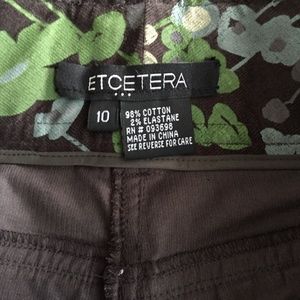 ETCETERA
10
98% COTTON
2% ELASTANE
RN # 093698
MADE IN CHINA
SEE REVERSE FOR CARE